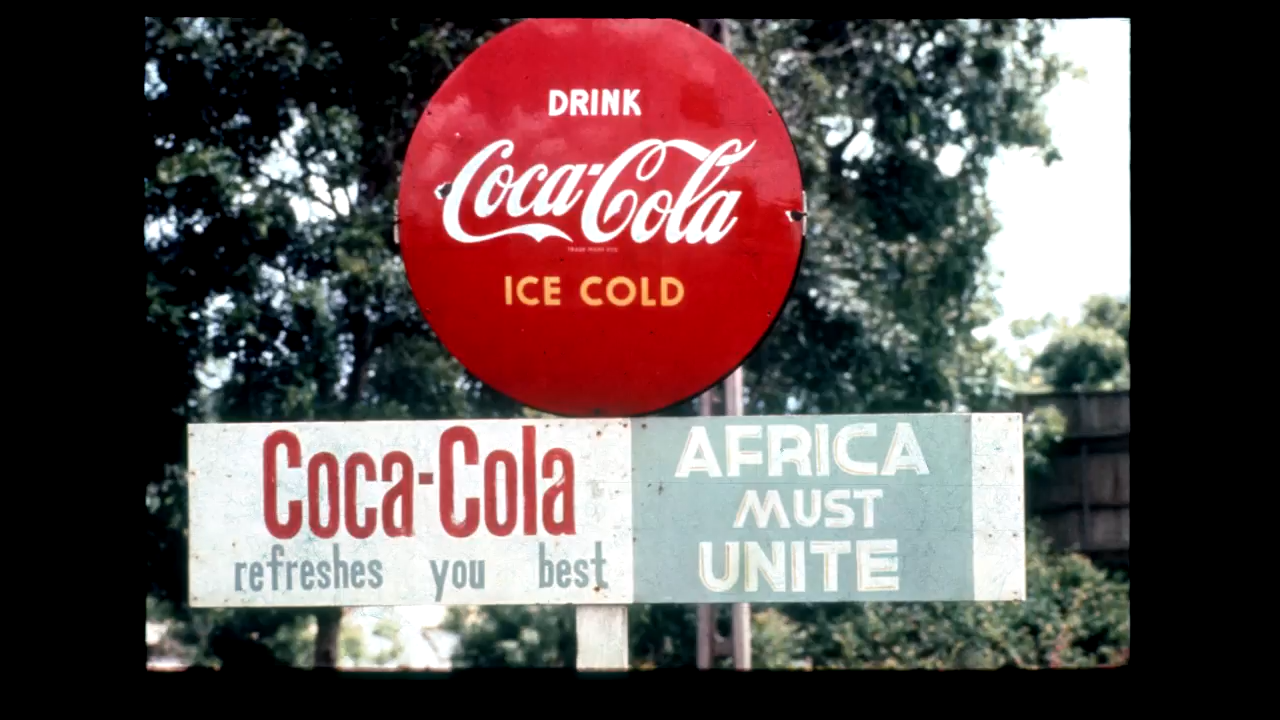 DRINK
Coca-Cola
ICE COLD
Coca-Cola
refreshes you best
AFRICA
MUST
UNITE